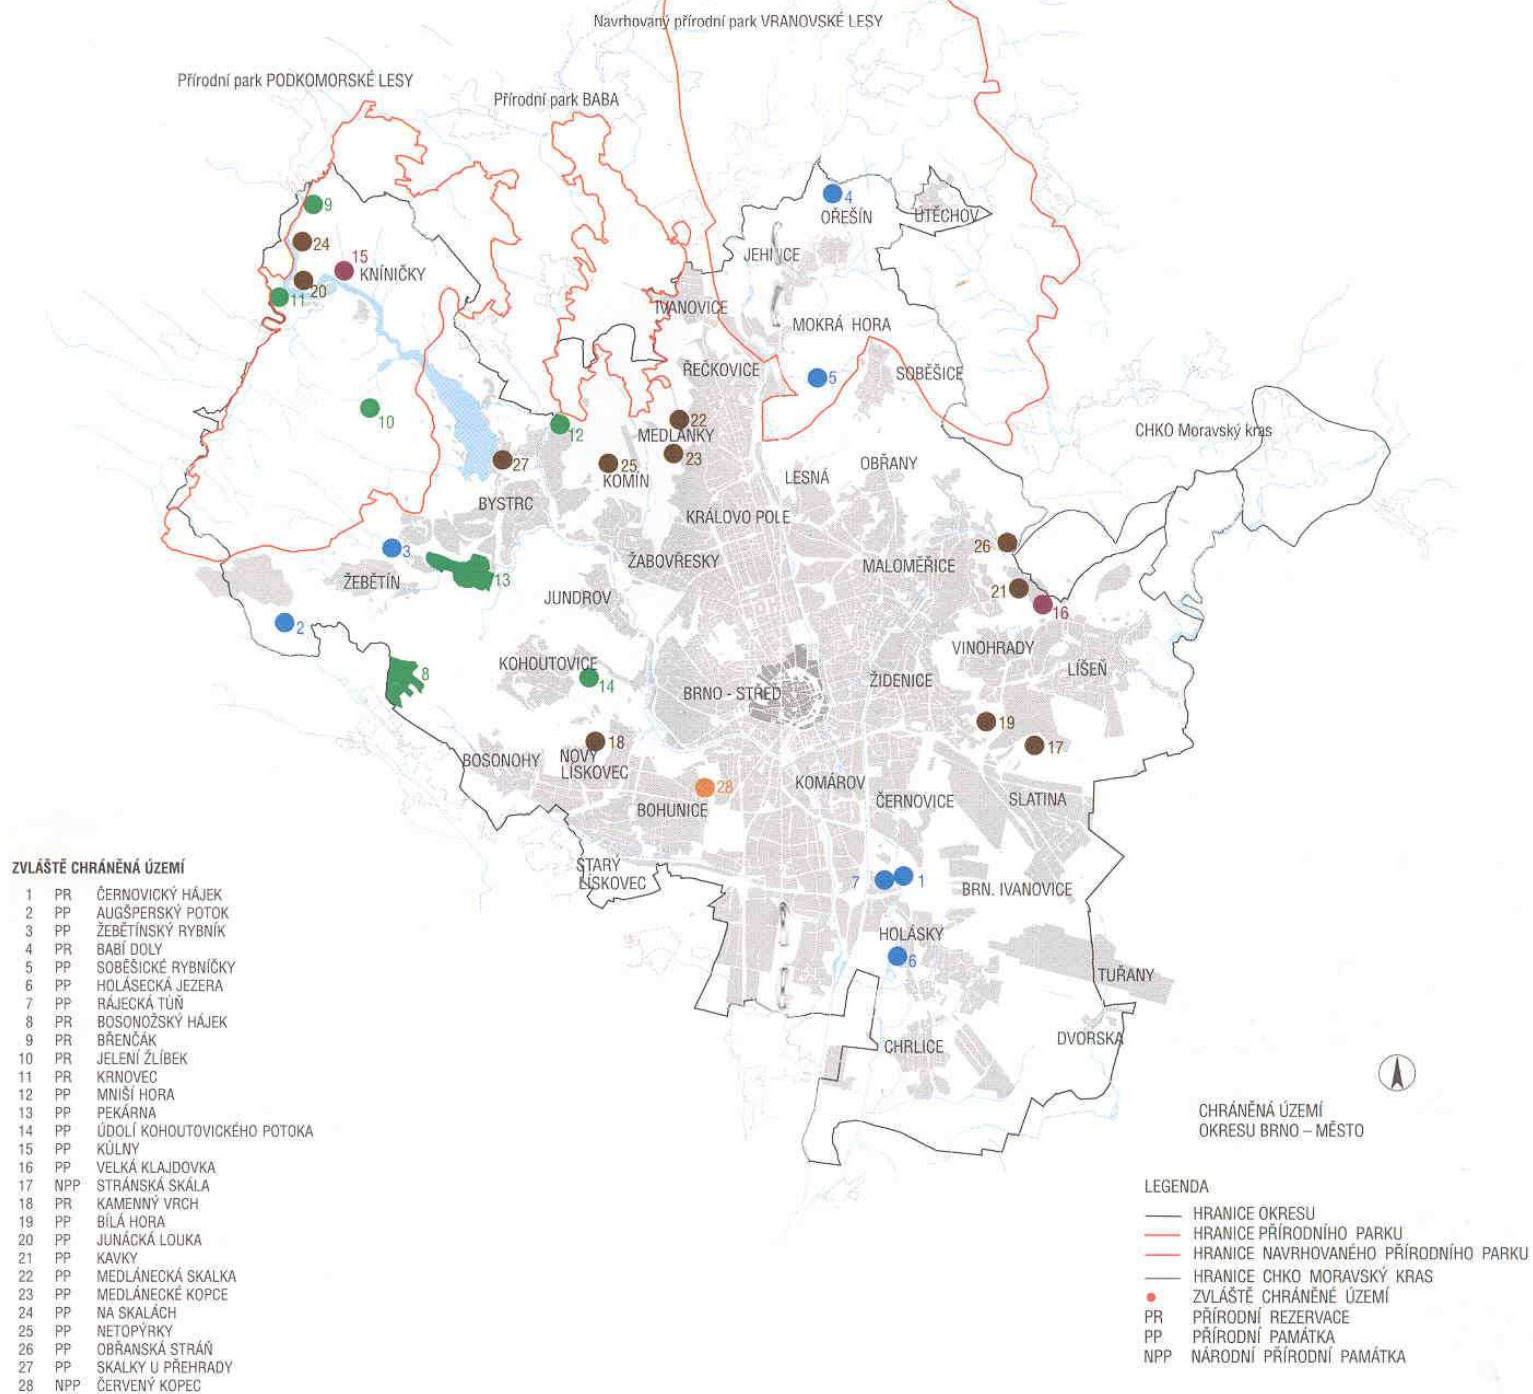 Navrhovaný přírodní park VRANOVSKÉ LESY
Přírodní park PODKOMORSKÉ LESY
Přírodní park BABA
9
4
OŘEŠÍN
ÚTĚCHOV
24
15
KNÍNIČKY
JEHNICE
20
11
IVANOVICE
MOKRÁ HORA
ŘEČKOVICE
5
SOBĚŠICE
10
22
12
MEDLÁNKY
CHKO Moravský kras
23
27
25
KOMÍN
LESNÁ
OBŘANY
BYSTRC
KRÁLOVO POLE
3
26
ŽABOVŘESKY
MALOMĚŘICE
ŽEBĚTÍN
13
21
JUNDROV
16
2
VINOHRADY
KOHOUTOVICE
LÍŠEŇ
8
14
BRNO - STŘED
ŽIDENICE
19
18
17
BOSONOHY
NOVÝ
LÍSKOVEC
28
KOMÁROV
ČERNOVICE
SLATINA
BOHUNICE
STARÝ
LÍSKOVEC
7
1
BRN. IVANOVICE
HOLÁSKY
6
TUŘANY
CHRLICE
DVORSKA
ZVLÁŠTĚ CHRÁNĚNÁ ÚZEMÍ
1 PR ČERNOVICKÝ HÁJEK
2 PP AUGŠPERSKÝ POTOK
3 PP ŽEBĚTÍNSKÝ RYBNÍK
4 PR BABÍ DOLY
5 PP SOBĚŠICKÉ RYBNÍČKY
6 PP HOLÁSECKÁ JEZERA
7 PP RÁJECKÁ TŮŇ
8 PR BOSONOŽSKÝ HÁJEK
9 PR BŘENČÁK
10 PR JELENÍ ŽLÍBEK
11 PR KRNOVEC
12 PP MNIŠÍ HORA
13 PP PEKÁRNA
14 PP ÚDOLÍ KOHOUTOVICKÉHO POTOKA
15 PP KŮLNY
16 PP VELKÁ KLAJDOVKA
17 NPP STRÁNSKÁ SKÁLA
18 PR KAMENNÝ VRCH
19 PP BÍLÁ HORA
20 PP JUNÁCKÁ LOUKA
21 PP KAVKY
22 PP MEDLÁNECKÁ SKALKA
23 PP MEDLÁNECKÉ KOPCE
24 PP NA SKALÁCH
25 PP NETOPÝRKY
26 PP OBŘANSKÁ STRÁŇ
27 PP SKALKY U PŘEHRADY
28 NPP ČERVENÝ KOPEC
CHRÁNĚNÁ ÚZEMÍ
OKRESU BRNO – MĚSTO
LEGENDA
HRANICE OKRESU
HRANICE PŘÍRODNÍHO PARKU
HRANICE NAVRHOVANÉHO PŘÍRODNÍHO PARKU
HRANICE CHKO MORAVSKÝ KRAS
ZVLÁŠTĚ CHRÁNĚNÉ ÚZEMÍ
PR PŘÍRODNÍ REZERVACE
PP PŘÍRODNÍ PAMÁTKA
NPP NÁRODNÍ PŘÍRODNÍ PAMÁTKA